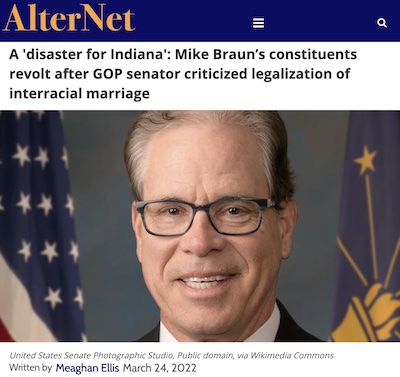 AlterNet
A 'disaster for Indiana': Mike Braun’s constituents
revolt after GOP senator criticized legalization of
interracial marriage
United States Senate Photographic Studio, Public domain, via Wikimedia Commons
Written by Meaghan Ellis March 24, 2022